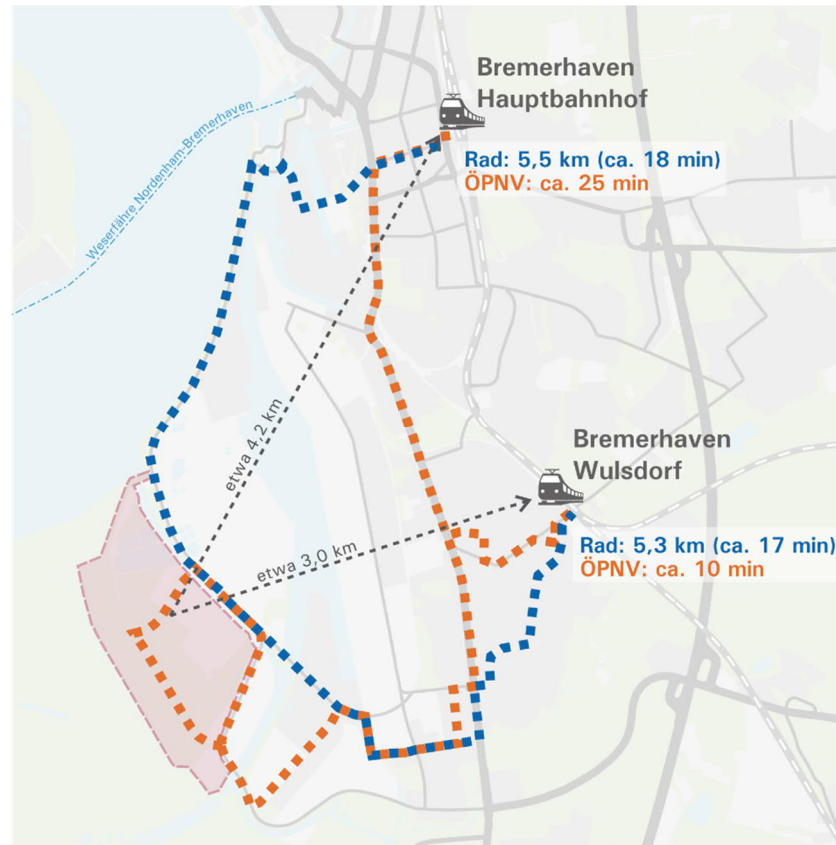 Bremerhaven
Hauptbahnhof
Rad: 5,5 km (ca. 18 min)
ÖPNV: ca. 25 min
Weserfähre Nordenham-Bremerhaven
etwa 4,2 km
Bremerhaven
Wulsdorf
etwa 3,0 km
Rad: 5,3 km (ca. 17 min)
ÖPNV: ca. 10 min